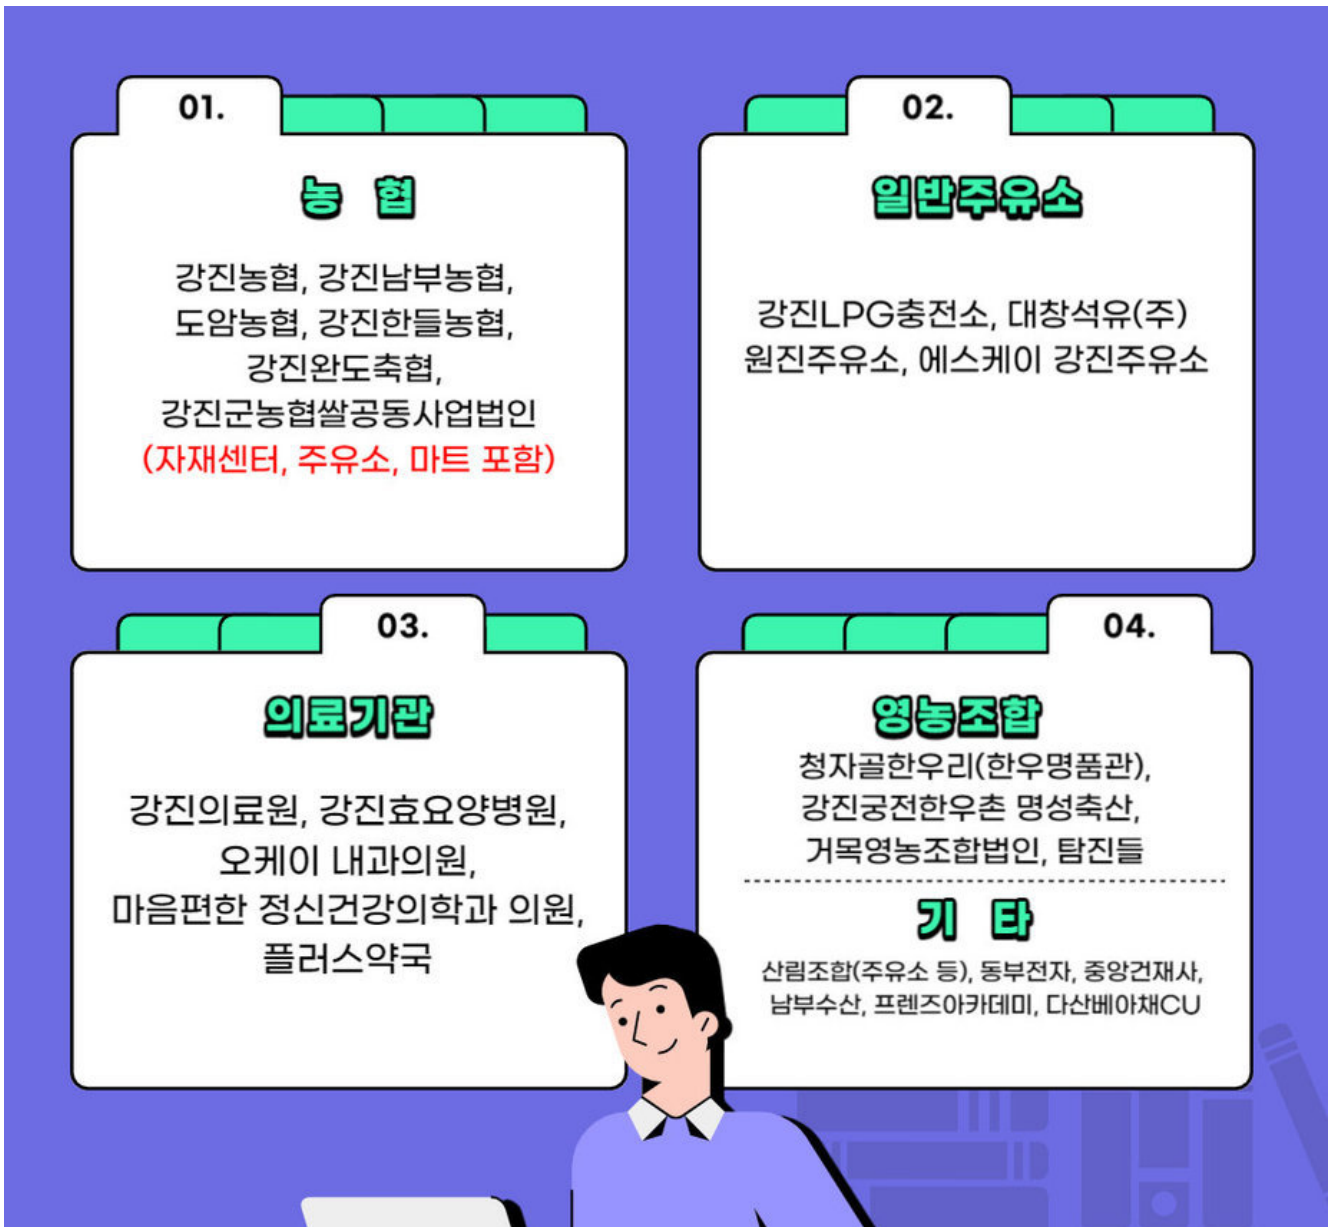 01.
농 협
강진농협, 강진남부농협,
도암농협, 강진한들농협,
강진완도축협,
강진군농협쌀공동사업법인
(자재센터, 주유소, 마트 포함)
02.
일반주유소
강진LPG충전소, 대창석유(주)
원진주유소, 에스케이 강진주유소
03.
의료기관
강진의료원, 강진효요양병원,
오케이 내과의원,
마음편한 정신건강의학과 의원,
플러스약국
04.
영농조합
청자골한우리(한우명품관),
강진궁전한우촌 명성축산,
거목영농조합법인, 탐진들
기 타
산림조합(주유소 등), 동부전자, 중앙건재사,
남부수산, 프렌즈아카데미, 다산베아채CU